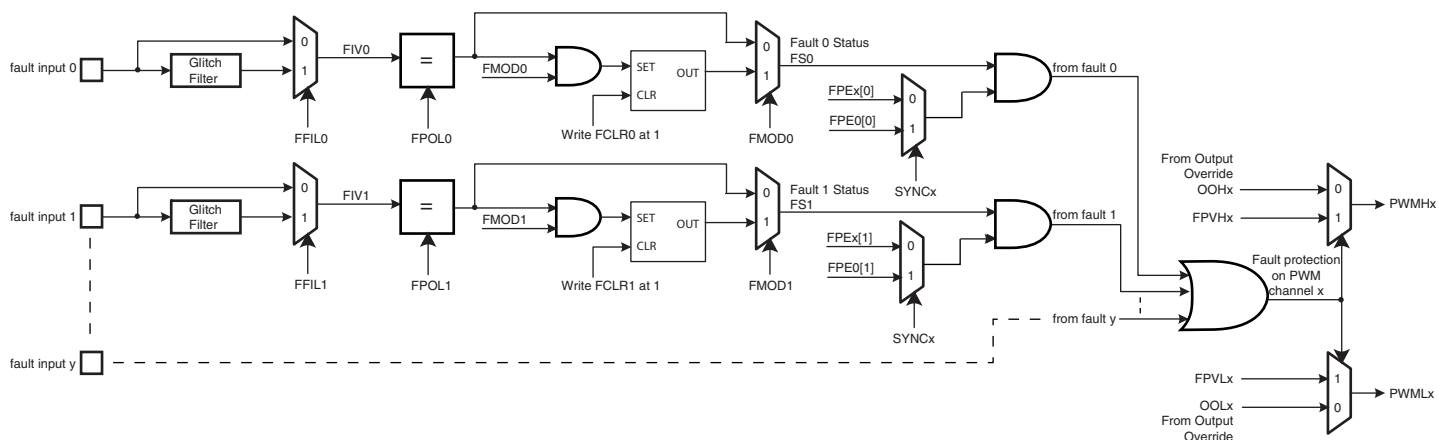 fault input 0
Glitch
Filter
0
1
FIV0
FFIL0
=
FPOL0
FMOD0
SET
OUT
CLR
Write FCLR0 at 1
0
1
FMOD0
Fault 0 Status
FS0
FPEx[0]
FPE0[0]
0
1
SYNCx
from fault 0
fault input 1
Glitch
Filter
0
1
FIV1
FFIL1
=
FPOL1
FMOD1
SET
OUT
CLR
Write FCLR1 at 1
0
1
FMOD1
Fault 1 Status
FS1
FPEx[1]
FPE0[1]
0
1
SYNCx
from fault 1
fault input y
from fault y
Fault protection
on PWM
channel x
From Output
Override
OOHx
FPVHx
0
1
PWMHx
FPVLx
OOLx
From Output
Override
1
0
PWMLx